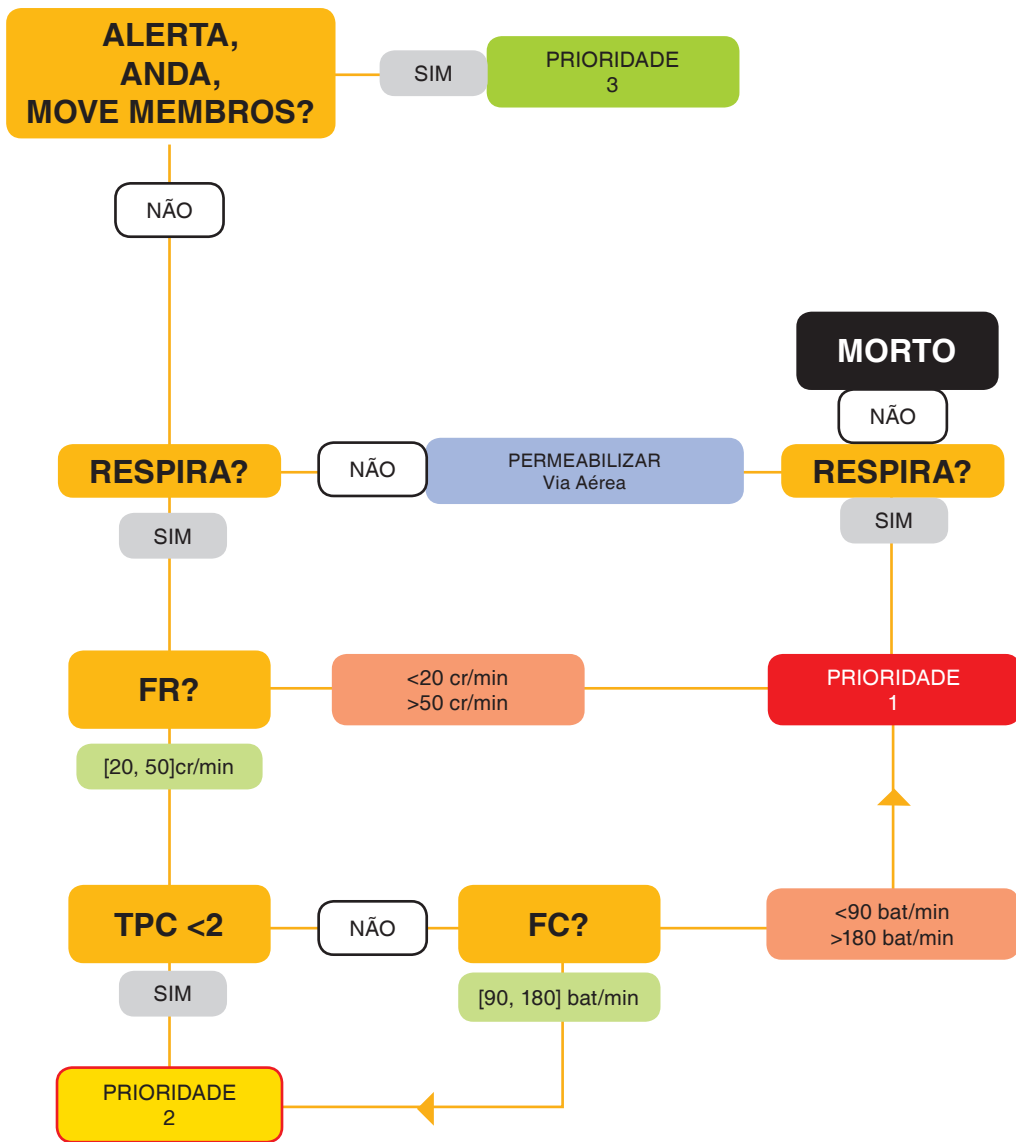 ALERTA,
ANDA,
MOVE MEMBROS?
SIM
PRIORIDADE
3
NÃO
MORTO
NÃO
RESPIRA?
NÃO
PERMEABILIZAR
Via Aérea
RESPIRA?
SIM
SIM
FR?
<20 cr/min
>50 cr/min
PRIORIDADE
1
[20, 50]cr/min
TPC <2
NÃO
FC?
<90 bat/min
>180 bat/min
SIM
[90, 180] bat/min
PRIORIDADE
2